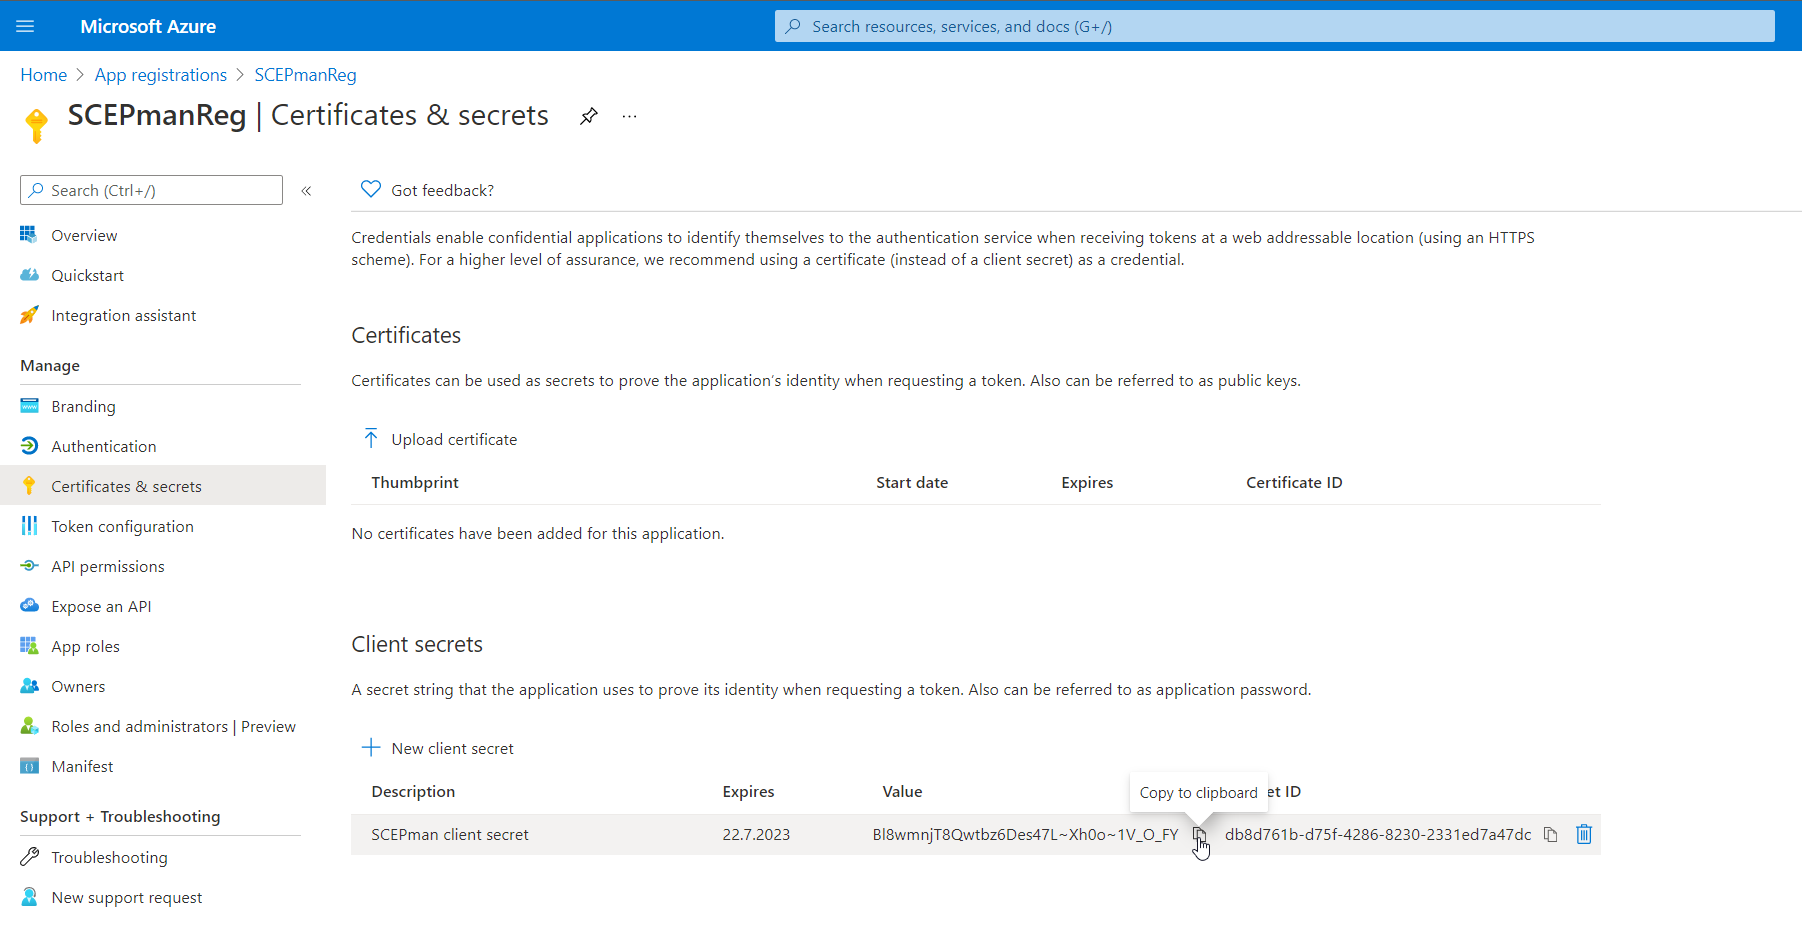 Microsoft Azure
Search resources, services, and docs (G+/)
Home > App registrations > SCEPmanReg
SCEPmanReg | Certificates & secrets ...
Search (Ctrl+/) «
Overview
Quickstart
Integration assistant
Manage
Branding
Authentication
Certificates & secrets
Token configuration
API permissions
Expose an API
App roles
Owners
Roles and administrators | Preview
Manifest
Support + Troubleshooting
Troubleshooting
New support request
Got feedback?
Credentials enable confidential applications to identify themselves to the authentication service when receiving tokens at a web addressable location (using an HTTPS
scheme). For a higher level of assurance, we recommend using a certificate (instead of a client secret) as a credential.
Certificates
Certificates can be used as secrets to prove the application's identity when requesting a token. Also can be referred to as public keys.
Upload certificate
Thumbprint Start date Expires Certificate ID
No certificates have been added for this application.
Client secrets
A secret string that the application uses to prove its identity when requesting a token. Also can be referred to as application password.
New client secret
Description Expires Value et ID
Copy to clipboard
SCEPman client secret 22.7.2023 Bl8wmnjT8Qwtbz6Des47L~Xh0o~1V_O_FY db8d761b-d75f-4286-8230-2331ed7a47dc